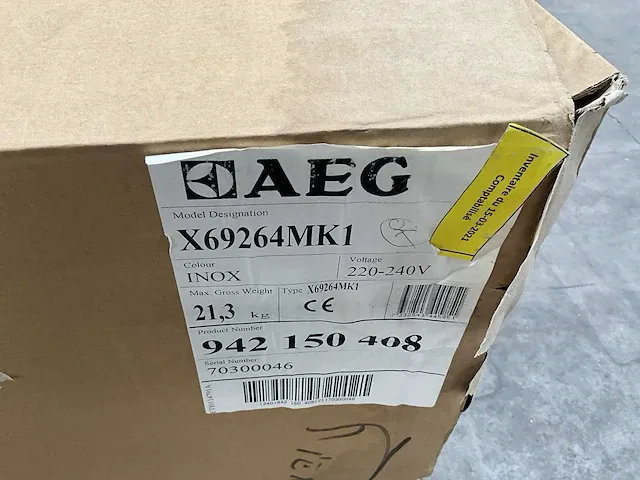 AEG
Inventaire du 15-03-2021
Comptabilisé
Model Designation
X69264MK1
Colour
INOX
Voltage
220-240V
Max. Gross Weight
21,3 kg
Type X69264MK1
CE
Product Number
942 150 408
Serial Number
70300046